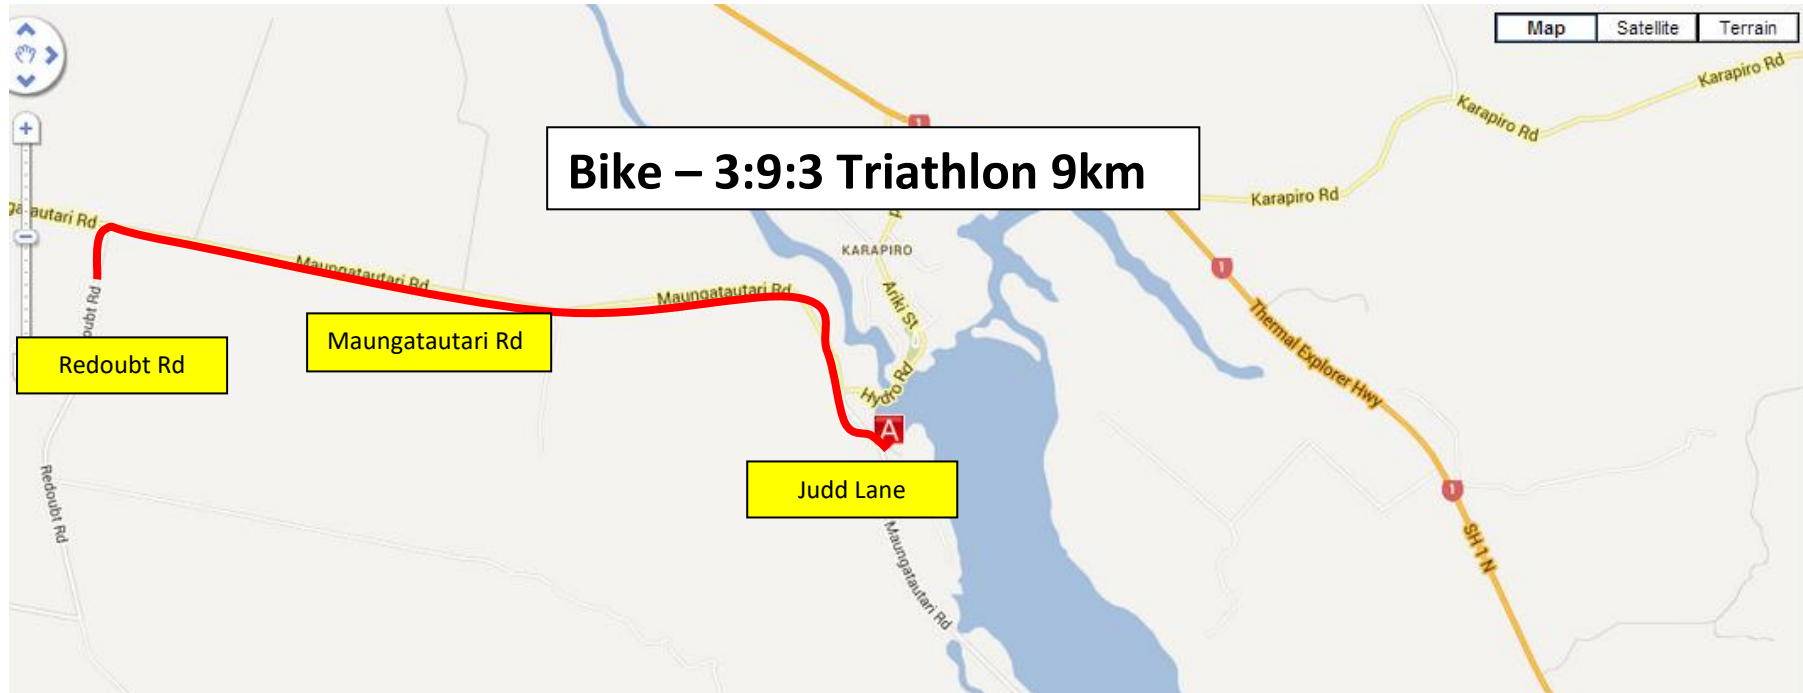 Map
Satellite
Terrain
Karapiro Rd
Karapiro Rd
1
Bike – 3:9:3 Triathlon 9km
Karapiro Rd
autari Rd
KARAPIRO
1
Maungatautari Rd
Maungatautari Rd
Ariki St
oubt Rd
Thermal Explorer Hwy
Maungatautari Rd
Redoubt Rd
Hydro Rd
A
Judd Lane
Redoubt Rd
1
SH 1 N
Maungatautari Rd